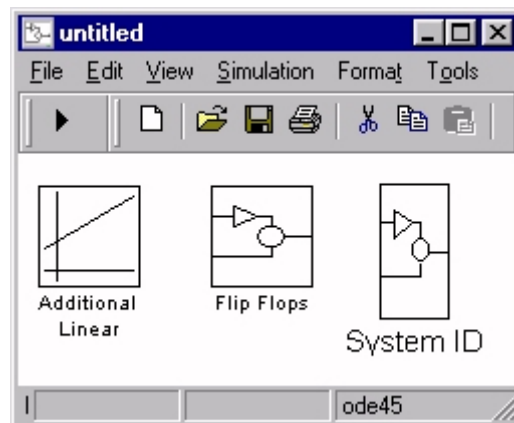 untitled
File Edit View Simulation Format Tools
Additional
Linear
Flip Flops
System ID
ode45